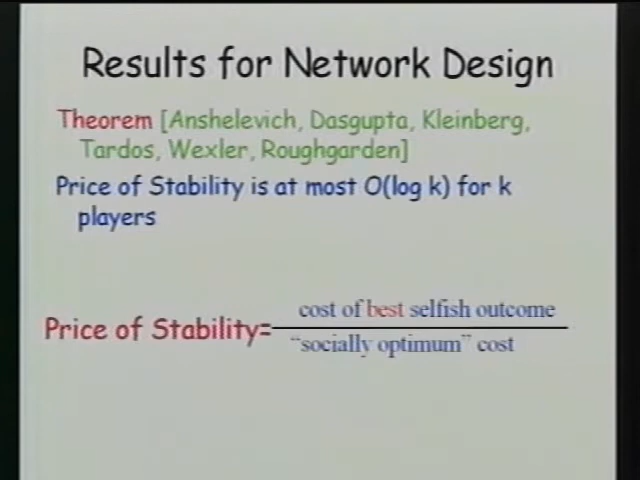 Results for Network Design
Theorem [Anshelevich, Dasgupta, Kleinberg,
Tardos, Wexler, Roughgarden]
Price of Stability is at most O(log k) for k
players
Price of Stability=
cost of best selfish outcome
"socially optimum" cost